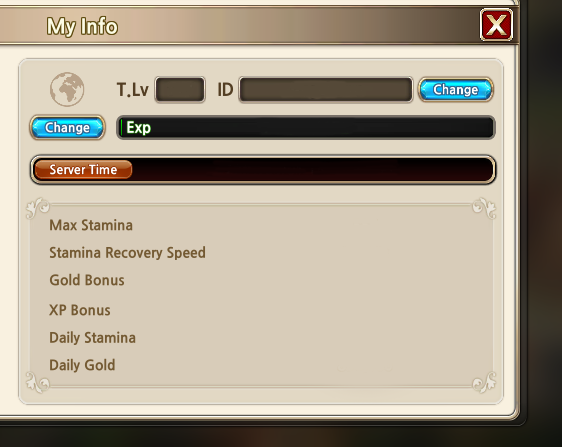 My Info
X
T.Lv ID Change
Change Exp
Server Time
Max Stamina
Stamina Recovery Speed
Gold Bonus
XP Bonus
Daily Stamina
Daily Gold